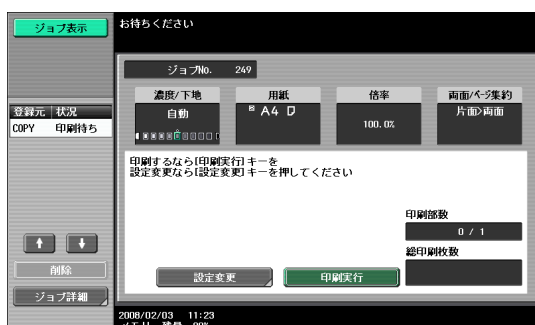 ジョブ表示
お待ちください
ジョブNo. 249
濃度/下地 用紙 倍率 両面/ページ集約
自動 A4 100.0% 片面>両面
登録元 状況
COPY 印刷待ち
印刷するなら[印刷実行]キーを
設定変更なら[設定変更]キーを押してください
印刷部数
0 / 1
総印刷枚数
削除
設定変更 印刷実行
ジョブ詳細
2008/02/03 11:23